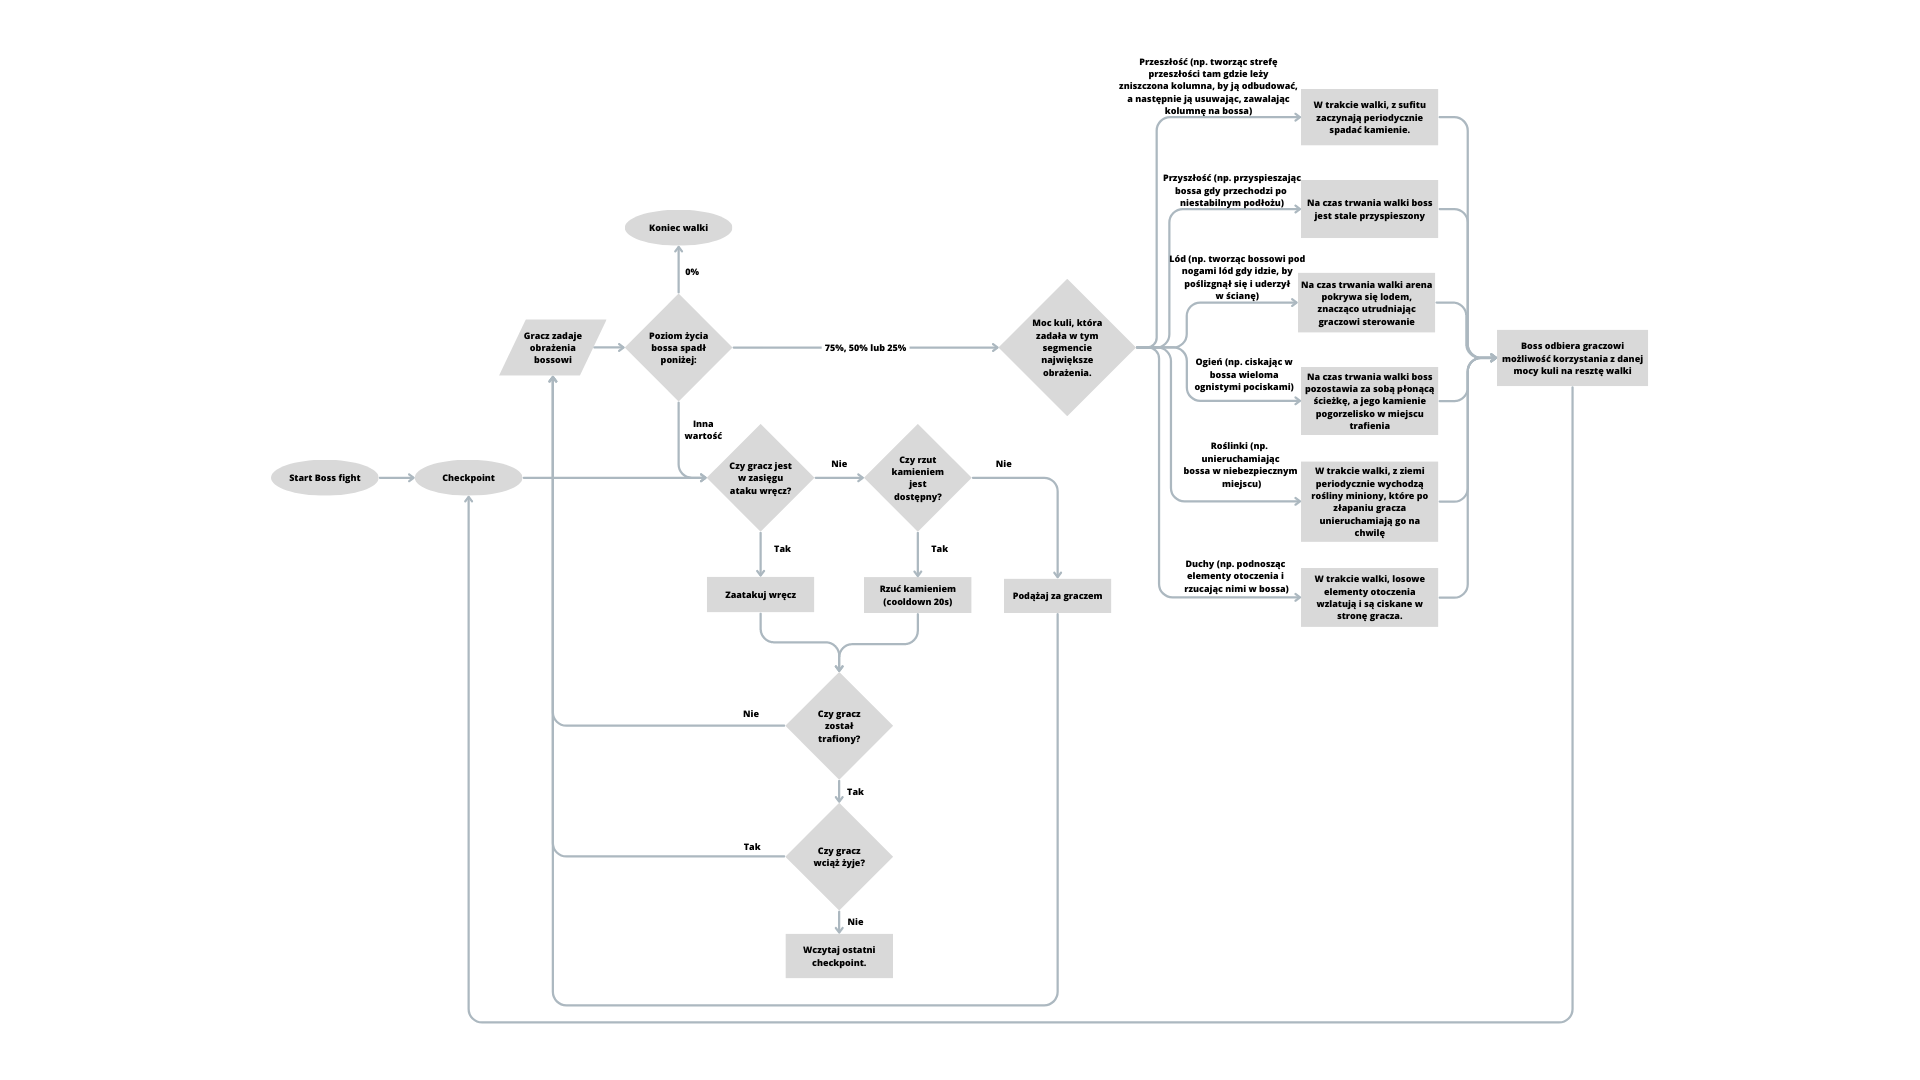 Przeszłość (np. tworząc strefę
przeszłości tam gdzie leży
zniszczona kolumna, by ją odbudować,
a następnie ją usuwając, zawalając
kolumnę na bossa)
W trakcie walki, z sufitu
zaczynają periodycznie
spadać kamienie.
Przyszłość (np. przyspieszając
bossa gdy przechodzi po
niestabilnym podłożu)
Na czas trwania walki boss
jest stale przyspieszony
Koniec walki
0%
Lód (np. tworząc bossowi pod
nogami lód gdy idzie, by
poślizgnął się i uderzył
w ścianę)
Na czas trwania walki arena
pokrywa się lodem,
znacząco utrudniając
graczowi sterowanie
Gracz zadaje
obrażenia
bossowi
Poziom życia
bossa spadł
poniżej:
75%, 50% lub 25%
Moc kuli, która
zadała w tym
segmencie
największe
obrażenia.
Boss odbiera graczowi
możliwość korzystania z danej
mocy kuli na resztę walki
Ogień (np. ciskając w
bossa wieloma
ognistymi pociskami)
Na czas trwania walki boss
pozostawia za sobą płonącą
ścieżkę, a jego kamienie
pogorzelisko w miejscu
trafienia
Inna
wartość
Roślinki (np.
unieruchamiając
bossa w niebezpiecznym
miejscu)
W trakcie walki, z ziemi
periodycznie wychodzą
rośliny miniony, które po
złapaniu gracza
unieruchamiają go na
chwilę
Start Boss fight
Checkpoint
Czy gracz jest
w zasięgu
ataku wręcz?
Nie
Czy rzut
kamieniem
jest
dostępny?
Nie
Tak
Tak
Duchy (np. podnosząc
elementy otoczenia i
rzucając nimi w bossa)
W trakcie walki, losowe
elementy otoczenia
wzlatują i są ciskane w
stronę gracza.
Zaatakuj wręcz
Rzuć kamieniem
(cooldown 20s)
Podążaj za graczem
Nie
Czy gracz
został
trafiony?
Tak
Tak
Czy gracz
wciąż żyje?
Nie
Wczytaj ostatni
checkpoint.